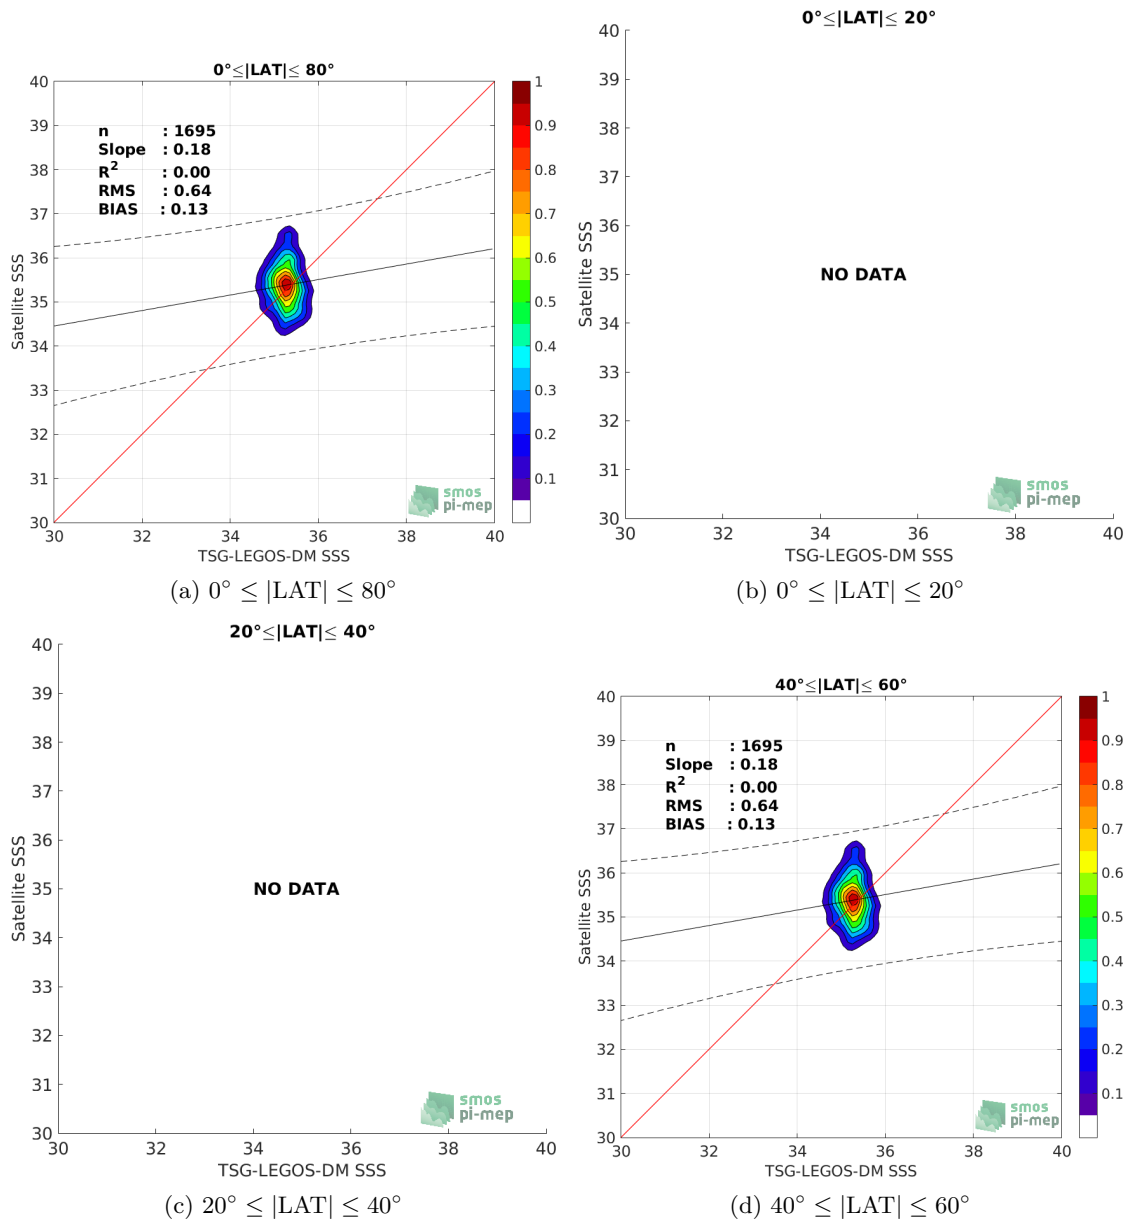 0°≤|LAT|≤ 80°
40
39
38
37
36
35
34
33
32
31
30
Satellite SSS
n : 1695
Slope : 0.18
R² : 0.00
RMS : 0.64
BIAS : 0.13
smos
pi-mep
30 32 34 36 38 40
TSG-LEGOS-DM SSS
1
0.9
0.8
0.7
0.6
0.5
0.4
0.3
0.2
0.1
(a) 0° ≤ |LAT| ≤ 80°
0°≤|LAT|≤ 20°
40
39
38
37
36
35
34
33
32
31
30
Satellite SSS
NO DATA
smos
pi-mep
30 32 34 36 38 40
TSG-LEGOS-DM SSS
(b) 0° ≤ |LAT| ≤ 20°
20°≤|LAT|≤ 40°
40
39
38
37
36
35
34
33
32
31
30
Satellite SSS
NO DATA
smos
pi-mep
30 32 34 36 38 40
TSG-LEGOS-DM SSS
(c) 20° ≤ |LAT| ≤ 40°
40°≤|LAT|≤ 60°
40
39
38
37
36
35
34
33
32
31
30
Satellite SSS
n : 1695
Slope : 0.18
R² : 0.00
RMS : 0.64
BIAS : 0.13
smos
pi-mep
30 32 34 36 38 40
TSG-LEGOS-DM SSS
1
0.9
0.8
0.7
0.6
0.5
0.4
0.3
0.2
0.1
(d) 40° ≤ |LAT| ≤ 60°